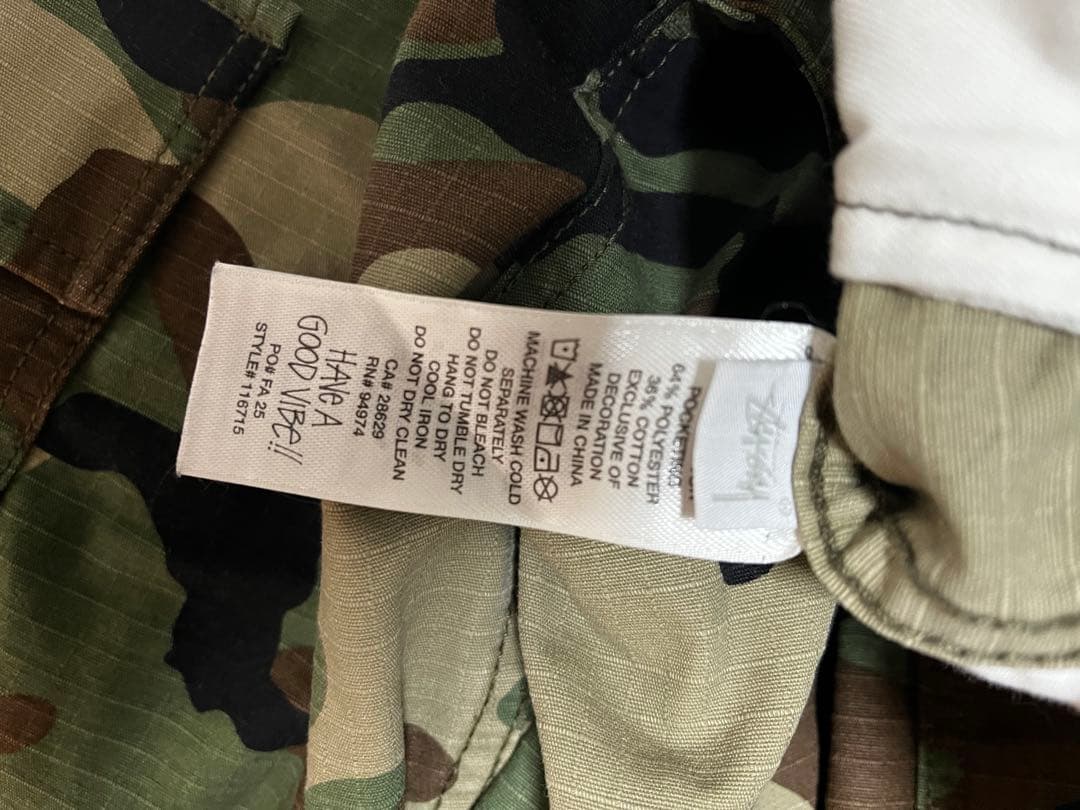 Stüssy
®
64% POLYESTER
36% COTTON
EXCLUSIVE OF
DECORATION
MADE IN CHINA
MACHINE WASH COLD
SEPARATELY
DO NOT BLEACH
DO NOT TUMBLE DRY
HANG TO DRY
COOL IRON
DO NOT DRY CLEAN
CA# 28629
RN# 94974
HAVE A
GOOD VIBE!!
PO# FA 25
STYLE# 116715